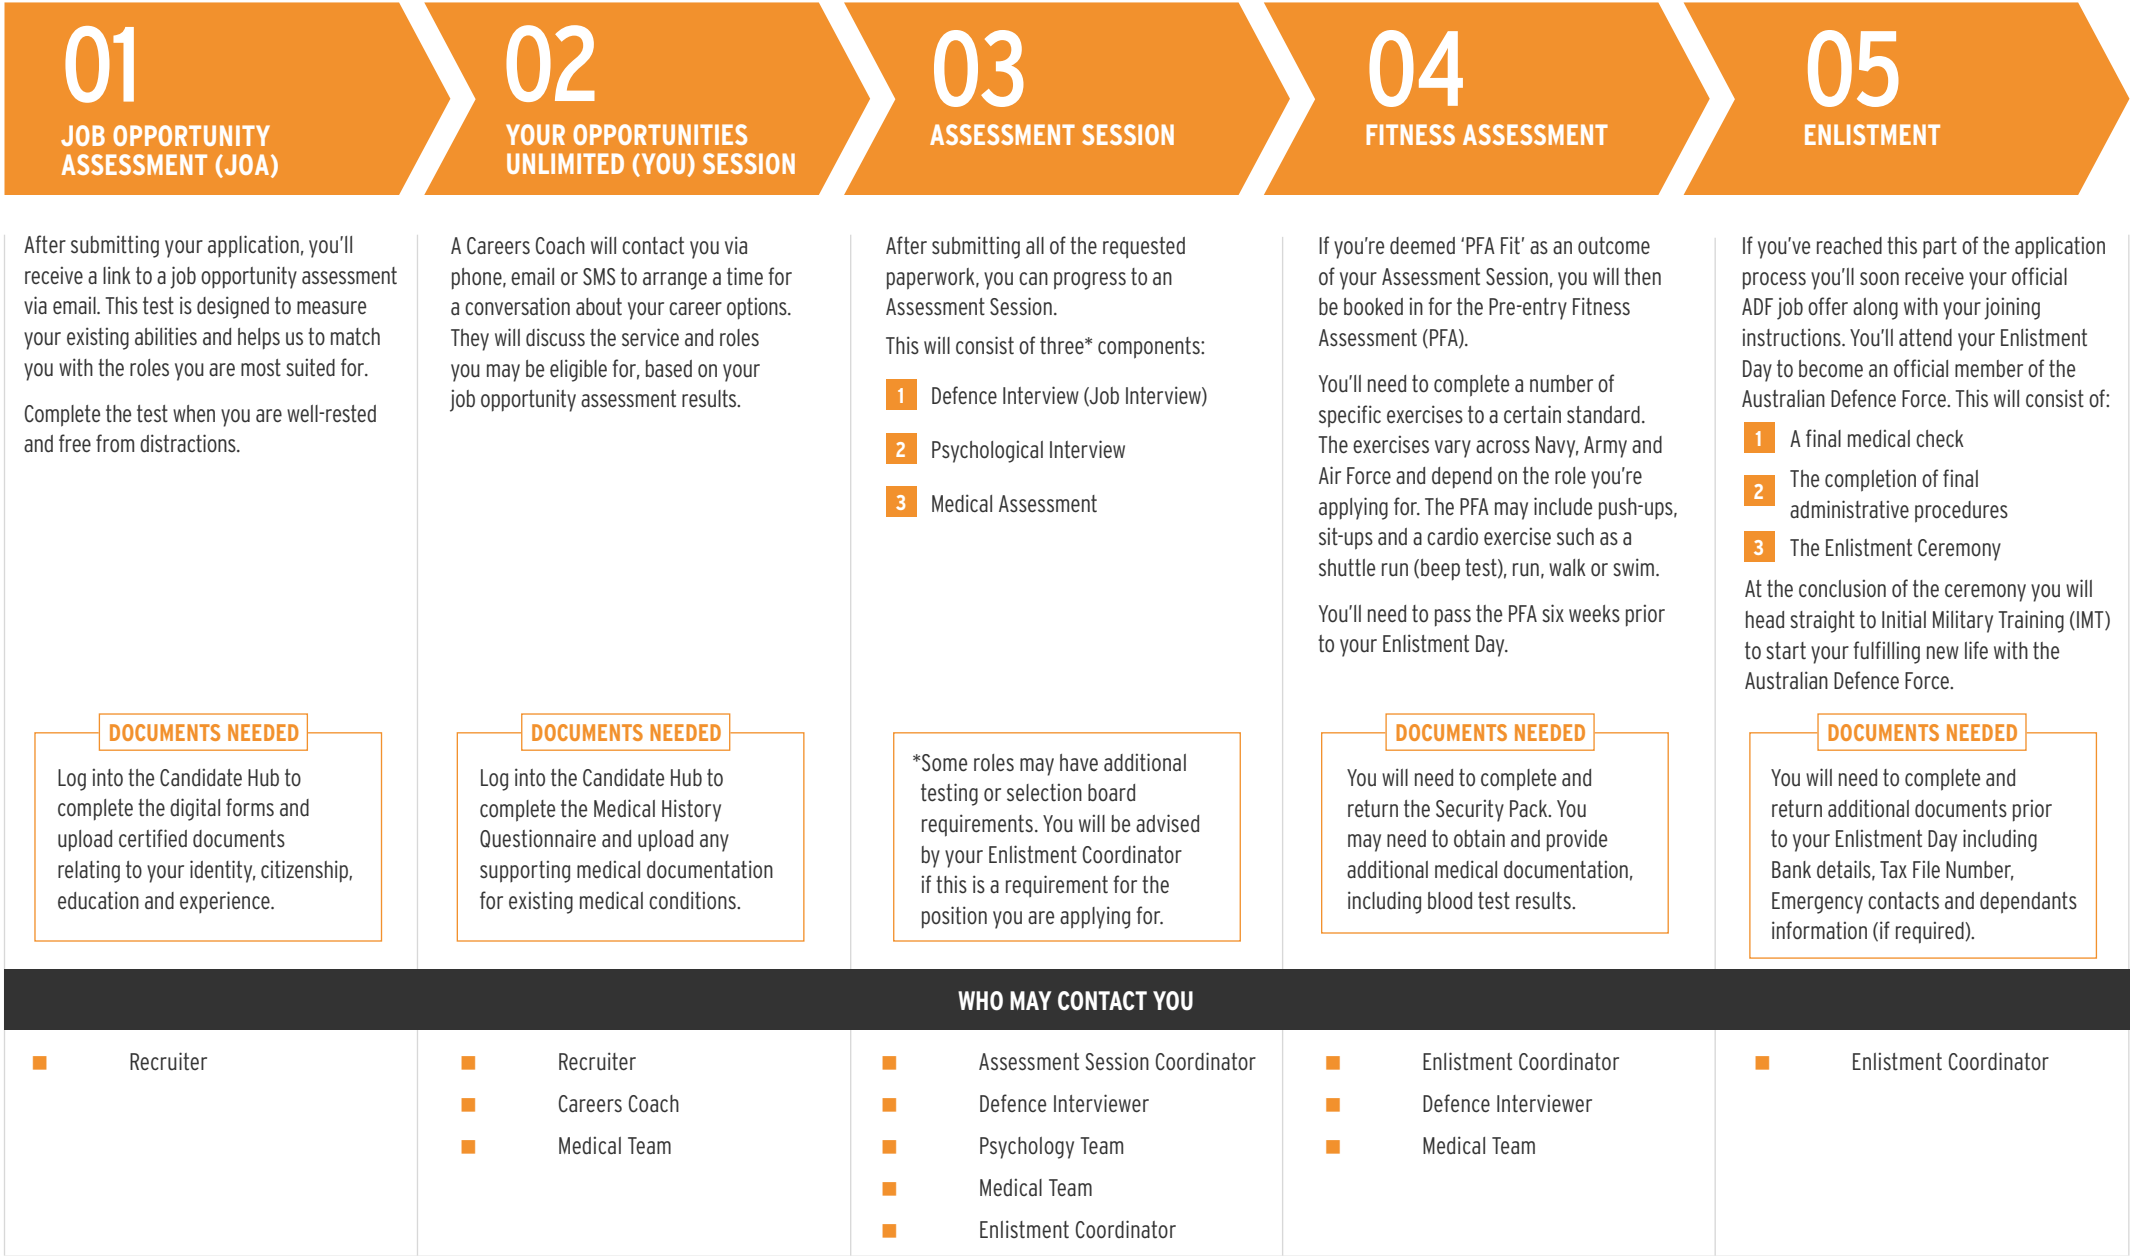 01
JOB OPPORTUNITY
ASSESSMENT (JOA)
After submitting your application, you'll
receive a link to a job opportunity assessment
via email. This test is designed to measure
your existing abilities and helps us to match
you with the roles you are most suited for.
Complete the test when you are well-rested
and free from distractions.
DOCUMENTS NEEDED
Log into the Candidate Hub to
complete the digital forms and
upload certified documents
relating to your identity, citizenship,
education and experience.
02
YOUR OPPORTUNITIES
UNLIMITED (YOU) SESSION
A Careers Coach will contact you via
phone, email or SMS to arrange a time for
a conversation about your career options.
They will discuss the service and roles
you may be eligible for, based on your
job opportunity assessment results.
DOCUMENTS NEEDED
Log into the Candidate Hub to
complete the Medical History
Questionnaire and upload any
supporting medical documentation
for existing medical conditions.
03
ASSESSMENT SESSION
After submitting all of the requested
paperwork, you can progress to an
Assessment Session.
This will consist of three* components:
1 Defence Interview (Job Interview)
2 Psychological Interview
3 Medical Assessment
*Some roles may have additional
testing or selection board
requirements. You will be advised
by your Enlistment Coordinator
if this is a requirement for the
position you are applying for.
04
FITNESS ASSESSMENT
If you're deemed 'PFA Fit' as an outcome
of your Assessment Session, you will then
be booked in for the Pre-entry Fitness
Assessment (PFA).
You'll need to complete a number of
specific exercises to a certain standard.
The exercises vary across Navy, Army and
Air Force and depend on the role you're
applying for. The PFA may include push-ups,
sit-ups and a cardio exercise such as a
shuttle run (beep test), run, walk or swim.
You'll need to pass the PFA six weeks prior
to your Enlistment Day.
DOCUMENTS NEEDED
You will need to complete and
return the Security Pack. You
may need to obtain and provide
additional medical documentation,
including blood test results.
05
ENLISTMENT
If you've reached this part of the application
process you'll soon receive your official
ADF job offer along with your joining
instructions. You'll attend your Enlistment
Day to become an official member of the
Australian Defence Force. This will consist of:
1 A final medical check
2 The completion of final
administrative procedures
3 The Enlistment Ceremony
At the conclusion of the ceremony you will
head straight to Initial Military Training (IMT)
to start your fulfilling new life with the
Australian Defence Force.
DOCUMENTS NEEDED
You will need to complete and
return additional documents prior
to your Enlistment Day including
Bank details, Tax File Number,
Emergency contacts and dependants
information (if required).
WHO MAY CONTACT YOU
Recruiter
Recruiter
Careers Coach
Medical Team
Assessment Session Coordinator
Defence Interviewer
Psychology Team
Medical Team
Enlistment Coordinator
Enlistment Coordinator
Defence Interviewer
Medical Team
Enlistment Coordinator